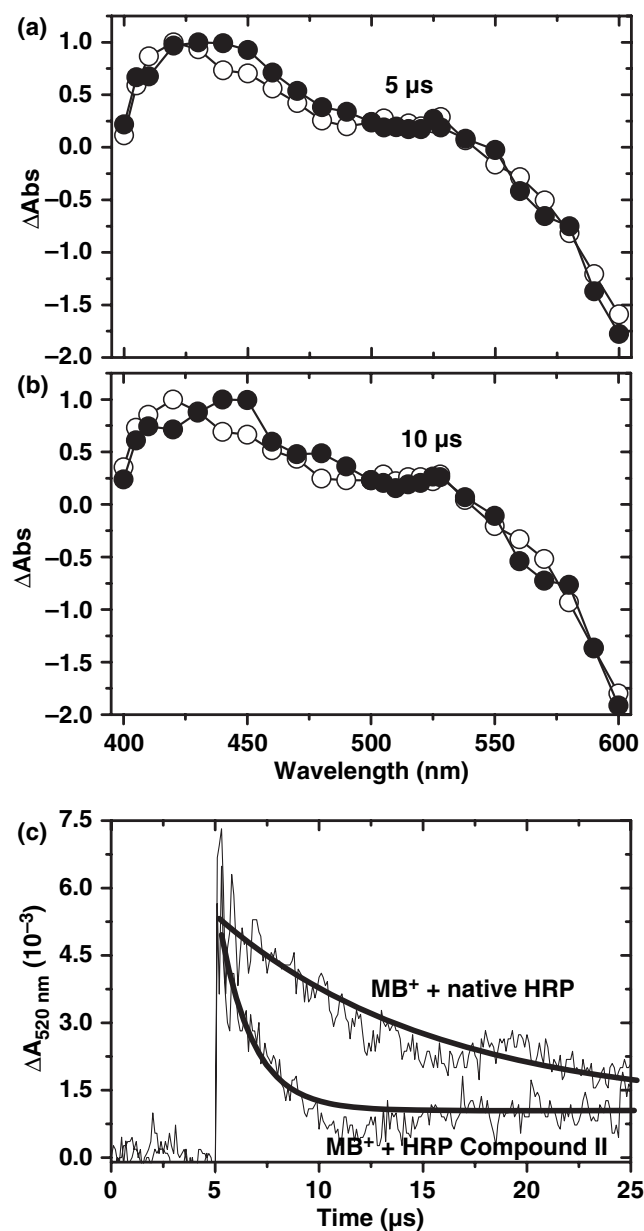 (a)
1.0
0.5
0.0
−0.5
−1.0
−1.5
−2.0
ΔAbs
5 µs
(b)
1.0
0.5
0.0
−0.5
−1.0
−1.5
−2.0
ΔAbs
10 µs
400 450 500 550 600
Wavelength (nm)
(c)
7.5
6.0
4.5
3.0
1.5
0.0
ΔA520 nm (10−3)
MB+ + native HRP
MB+ + HRP Compound II
0 5 10 15 20 25
Time (µs)